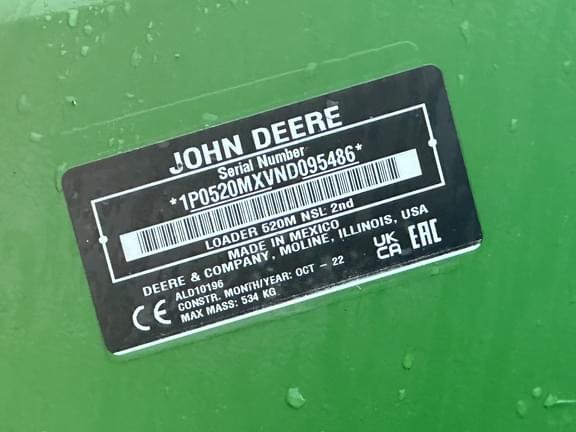 JOHN DEERE
Serial Number
*1P0520MXVND095486*
LOADER 520M NSL: 2nd
MADE IN MEXICO
DEERE & COMPANY, MOLINE, ILLINOIS, USA
ALD10196
CONSTR. MONTH/YEAR: OCT - 22
MAX MASS: 534 KG
CE
UK
CA
EAC